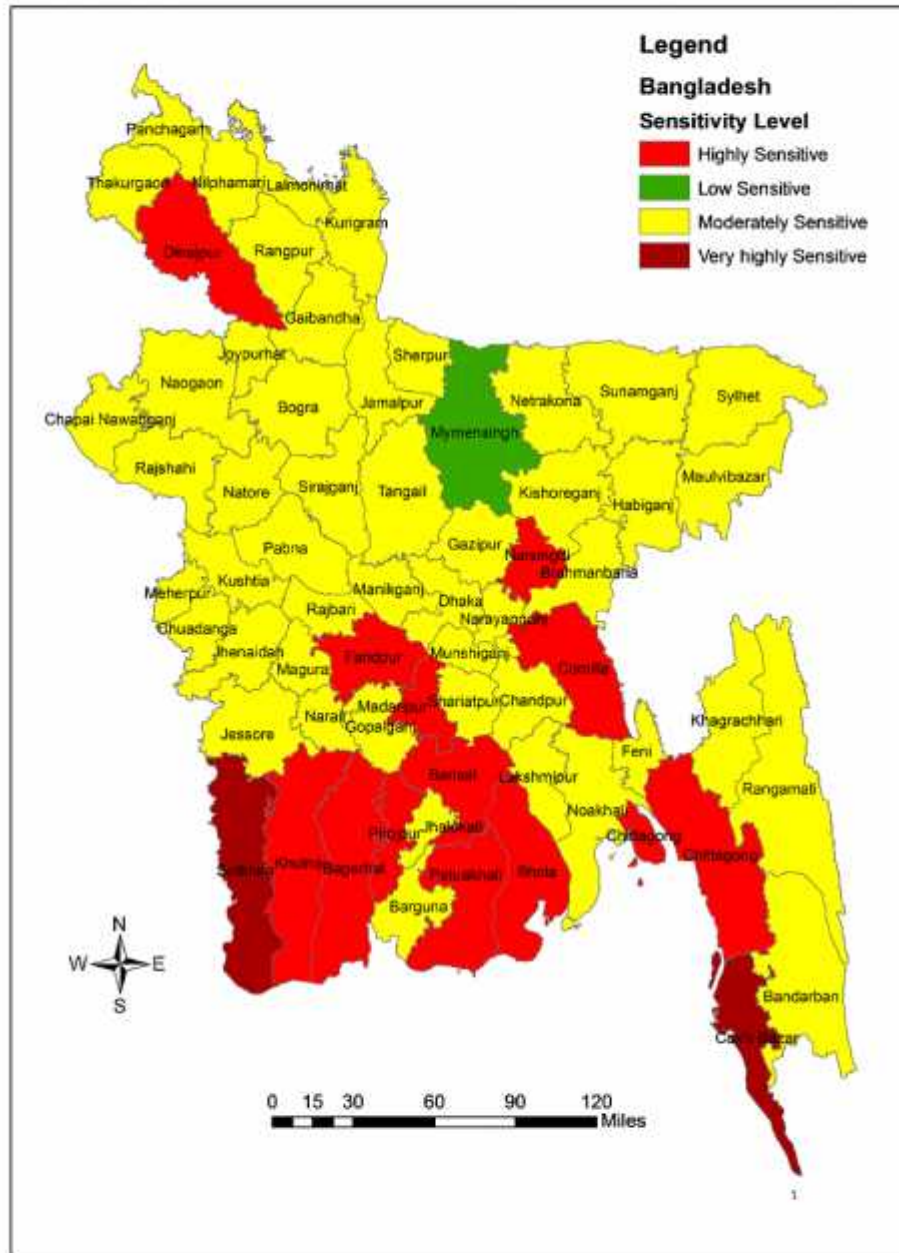 Legend
Bangladesh
Sensitivity Level
Highly Sensitive
Low Sensitive
Moderately Sensitive
Very highly Sensitive
Panchagarh
Thakurgaon
Nilphamari
Lalmonirhat
Kurigram
Dinajpur
Rangpur
Gaibandha
Joypurhat
Sherpur
Naogaon
Bogra
Jamalpur
Netrakona
Sunamganj
Sylhet
Chapai Nawabganj
Mymensingh
Rajshahi
Natore
Sirajganj
Tangail
Kishoreganj
Habiganj
Maulvibazar
Pabna
Gazipur
Narsingdi
Brahmanbaria
Kushtia
Meherpur
Manikganj
Dhaka
Rajbari
Narayanganj
Chuadanga
Jhenaidah
Magura
Faridpur
Munshiganj
Comilla
Narail
Madaripur
Shariatpur
Chandpur
Gopalganj
Jessore
Khagrachhari
Feni
Rangamati
Barisal
Lakshmipur
Noakhali
Satkhira
Khulna
Bagerhat
Pirojpur
Jhalokati
Patuakhali
Bhola
Chittagong
Chittagong
Barguna
Bandarban
Cox's Bazar
N
W E
S
0 15 30 60 90 120
Miles
1